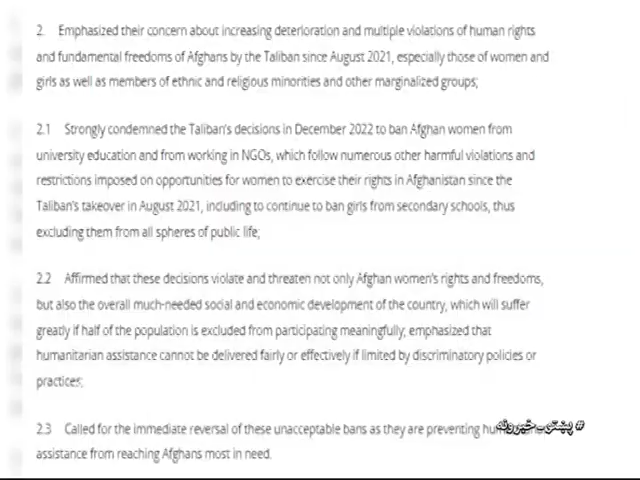 2. Emphasized their concern about increasing deterioration and multiple violations of human rights
and fundamental freedoms of Afghans by the Taliban since August 2021, especially those of women and
girls as well as members of ethnic and religious minorities and other marginalized groups;
2.1 Strongly condemned the Taliban's decisions in December 2022 to ban Afghan women from
university education and from working in NGOs, which follow numerous other harmful violations and
restrictions imposed on opportunities for women to exercise their rights in Afghanistan since the
Taliban's takeover in August 2021, including to continue to ban girls from secondary schools, thus
excluding them from all spheres of public life;
2.2 Affirmed that these decisions violate and threaten not only Afghan women's rights and freedoms,
but also the overall much-needed social and economic development of the country, which will suffer
greatly if half of the population is excluded from participating meaningfully; emphasized that
humanitarian assistance cannot be delivered fairly or effectively if limited by discriminatory policies or
practices;
2.3 Called for the immediate reversal of these unacceptable bans as they are preventing
# پښتو_خبرونه
assistance from reaching Afghans most in need.